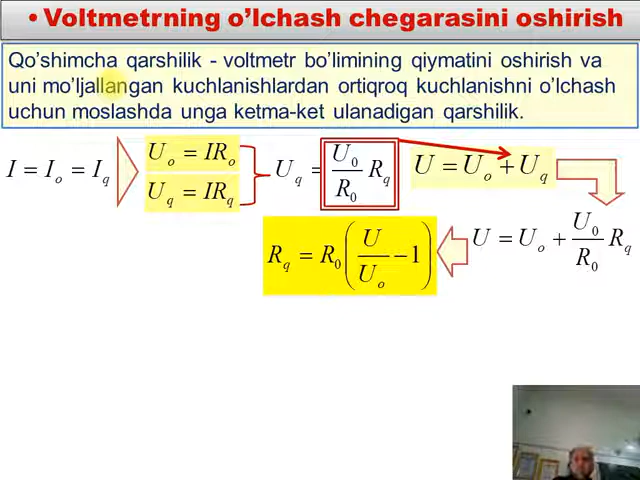 • Voltmetrning o’lchash chegarasini oshirish
Qo’shimcha qarshilik - voltmetr bo’limining qiymatini oshirish va
uni mo’ljallangan kuchlanishlardan ortiqroq kuchlanishni o’lchash
uchun moslashda unga ketma-ket ulanadigan qarshilik.
I = I_o = I_q
U_o = IR_o
U_q = IR_q
U_q = U_0/R_0 R_q
U = U_o + U_q
U = U_o + U_0/R_0 R_q
R_q = R_0 (U/U_o − 1)